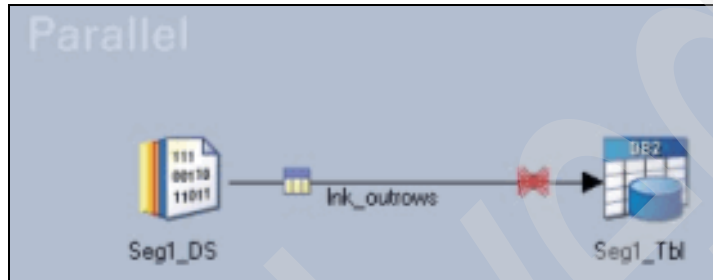 Parallel
111
00110
11011
DB2
lnk_outrows
Seg1_DS
Seg1_Tbl